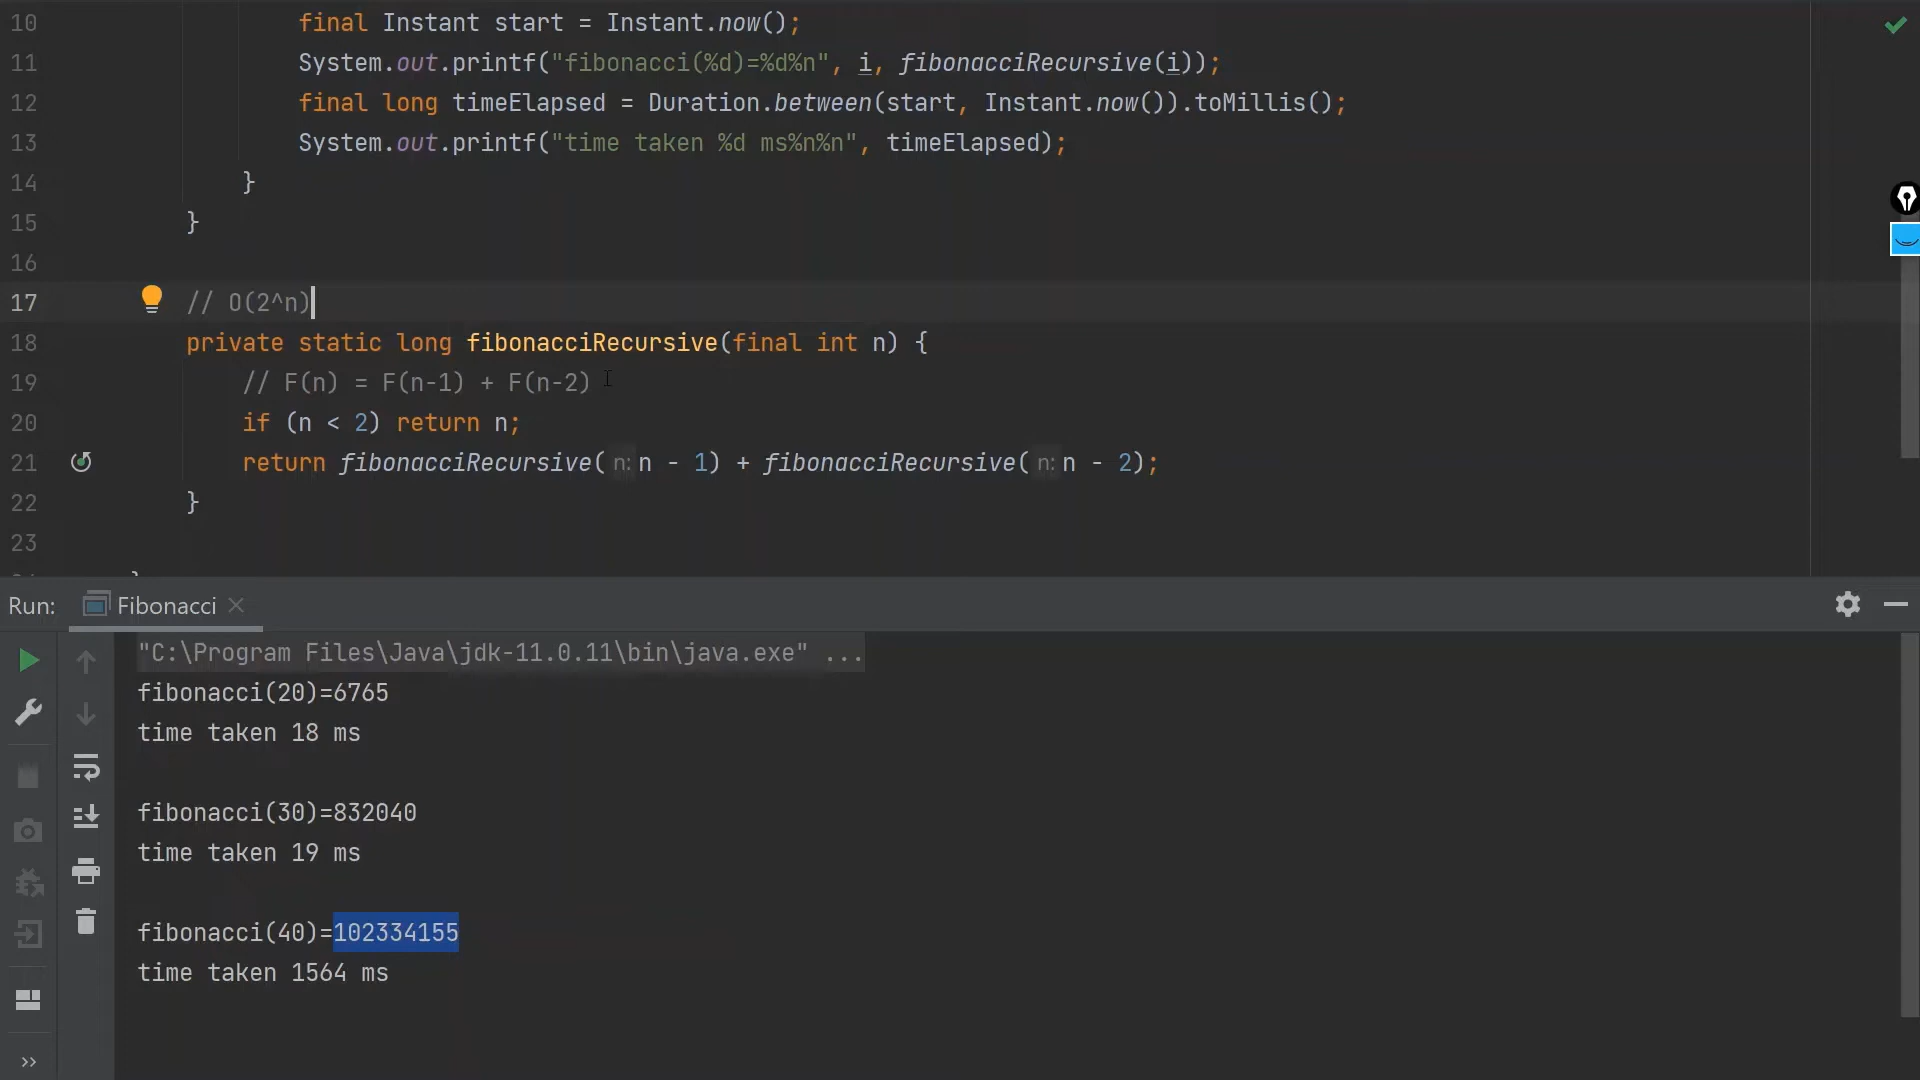 10 final Instant start = Instant.now();
11 System.out.printf("fibonacci(%d)=%d%n", i, fibonacciRecursive(i));
12 final long timeElapsed = Duration.between(start, Instant.now()).toMillis();
13 System.out.printf("time taken %d ms%n%n", timeElapsed);
14 }
15 }
16
17 // O(2^n)
18 private static long fibonacciRecursive(final int n) {
19 // F(n) = F(n-1) + F(n-2)
20 if (n < 2) return n;
21 return fibonacciRecursive( n: n - 1) + fibonacciRecursive( n: n - 2);
22 }
23
Run: Fibonacci
"C:\Program Files\Java\jdk-11.0.11\bin\java.exe" ...
fibonacci(20)=6765
time taken 18 ms
fibonacci(30)=832040
time taken 19 ms
fibonacci(40)=102334155
time taken 1564 ms